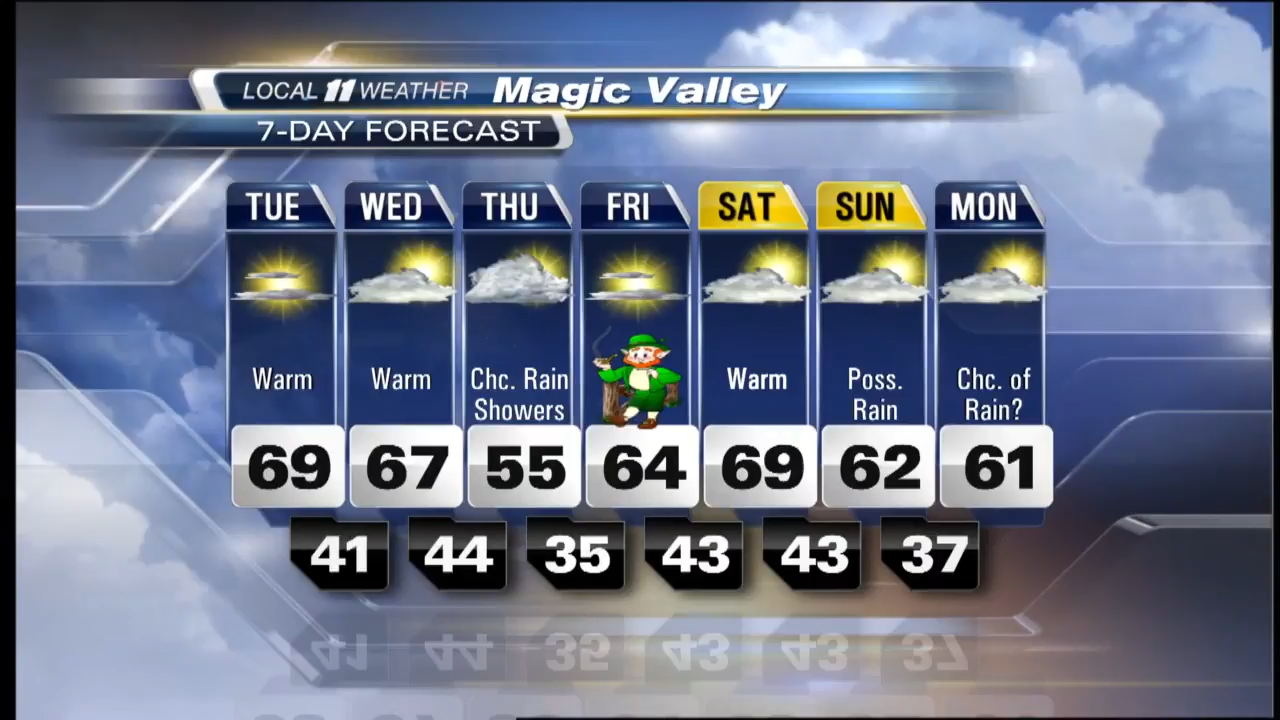 LOCAL 11 WEATHER Magic Valley
7-DAY FORECAST
TUE WED THU FRI SAT SUN MON
Warm Warm Chc. Rain Warm Poss. Chc. of
Showers Rain Rain?
69 67 55 64 69 62 61
41 44 35 43 43 37